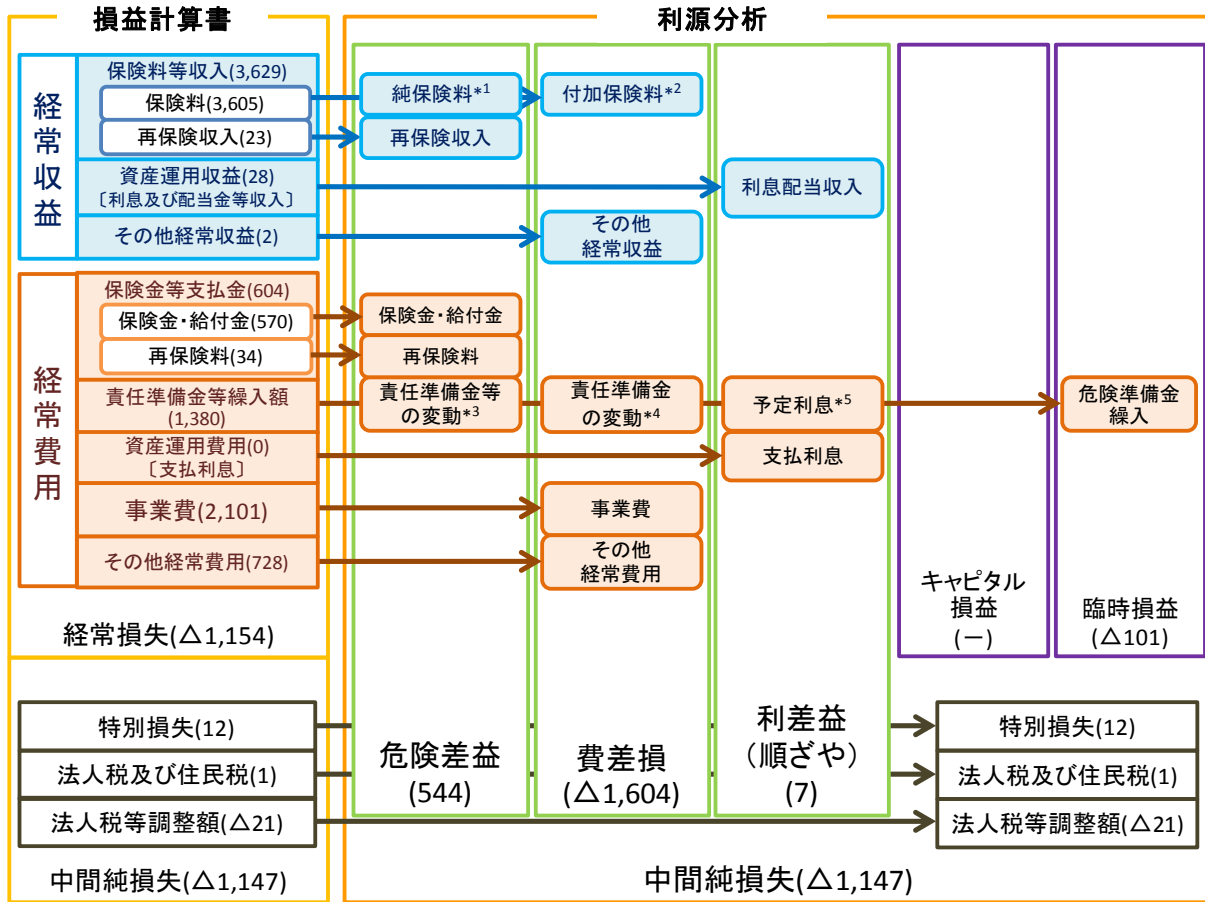 損益計算書
利源分析
経常収益
保険料等収入(3,629)
保険料(3,605)
再保険収入(23)
資産運用収益(28)
〔利息及び配当金等収入〕
その他経常収益(2)
純保険料*1
付加保険料*2
再保険収入
利息配当収入
その他
経常収益
経常費用
保険金等支払金(604)
保険金・給付金(570)
再保険料(34)
責任準備金等繰入額
(1,380)
資産運用費用(0)
〔支払利息〕
事業費(2,101)
その他経常費用(728)
保険金・給付金
再保険料
責任準備金等
の変動*3
責任準備金
の変動*4
予定利息*5
危険準備金
繰入
支払利息
事業費
その他
経常費用
経常損失(△1,154)
キャピタル
損益
(－)
臨時損益
(△101)
特別損失(12)
法人税及び住民税(1)
法人税等調整額(△21)
危険差益
(544)
費差損
(△1,604)
利差益
（順ざや）
(7)
特別損失(12)
法人税及び住民税(1)
法人税等調整額(△21)
中間純損失(△1,147)
中間純損失(△1,147)